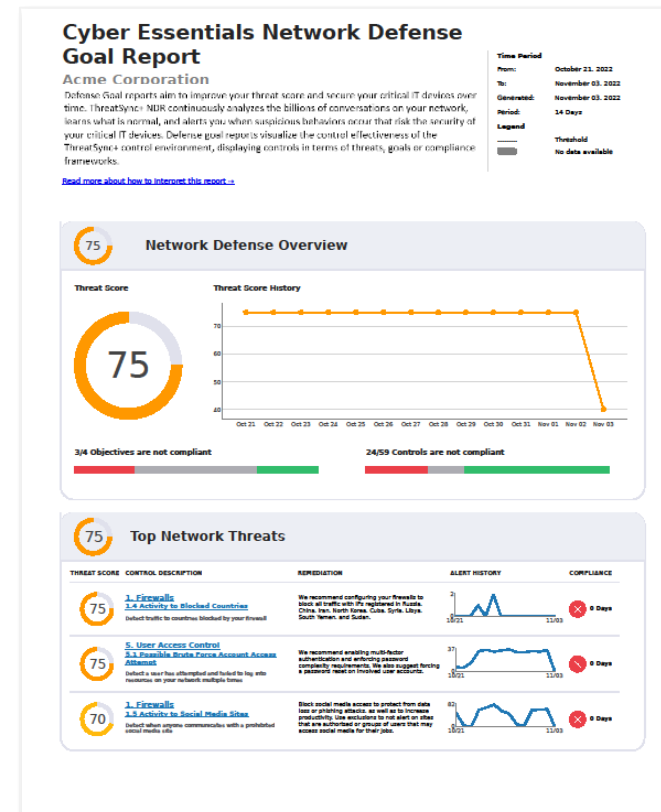 Cyber Essentials Network Defense
Goal Report
Acme Corporation
Defense Goal reports aim to improve your threat score and secure your critical IT devices over
time. ThreatSync+ NDR continuously analyzes the billions of conversations on your network,
learns what is normal, and alerts you when suspicious behaviors occur that risk the security of
your critical IT devices. Defense goal reports visualize the control effectiveness of the
ThreatSync+ control environment, displaying controls in terms of threats, goals or compliance
frameworks.
Read more about how to interpret this report →
Time Period
From: October 21, 2022
To: November 03, 2022
Generated: November 03, 2022
Period: 14 Days
Legend
Threshold
No data available
75 Network Defense Overview
Threat Score
75
Threat Score History
70
60
50
40
Oct 21 Oct 22 Oct 23 Oct 24 Oct 25 Oct 26 Oct 27 Oct 28 Oct 29 Oct 30 Oct 31 Nov 01 Nov 02 Nov 03
3/4 Objectives are not compliant
24/59 Controls are not compliant
75 Top Network Threats
THREAT SCORE CONTROL DESCRIPTION REMEDIATION ALERT HISTORY COMPLIANCE
75
1. Firewalls
1.4 Activity to Blocked Countries
Detect traffic to countries blocked by your firewall
We recommend configuring your firewalls to
block all traffic with IPs registered in Russia,
China, Iran, North Korea, Cuba, Syria, Libya,
South Yemen, and Sudan.
2
10/21 11/03
0 Days
75
5. User Access Control
5.1 Possible Brute Force Account Access
Attempt
Detect a user has attempted and failed to log into
resources on your network multiple times
We recommend enabling multi-factor
authentication and enforcing password
complexity requirements. We also suggest forcing
a password reset on involved user accounts.
37
10/21 11/03
0 Days
70
1. Firewalls
1.5 Activity to Social Media Sites
Detect when anyone communicates with a prohibited
social media site
Block social media access to protect from data
loss or phishing attacks, as well as to increase
productivity. Use exclusions to not alert on sites
that are authorized or groups of users that may
access social media for their jobs.
82
10/21 11/03
0 Days